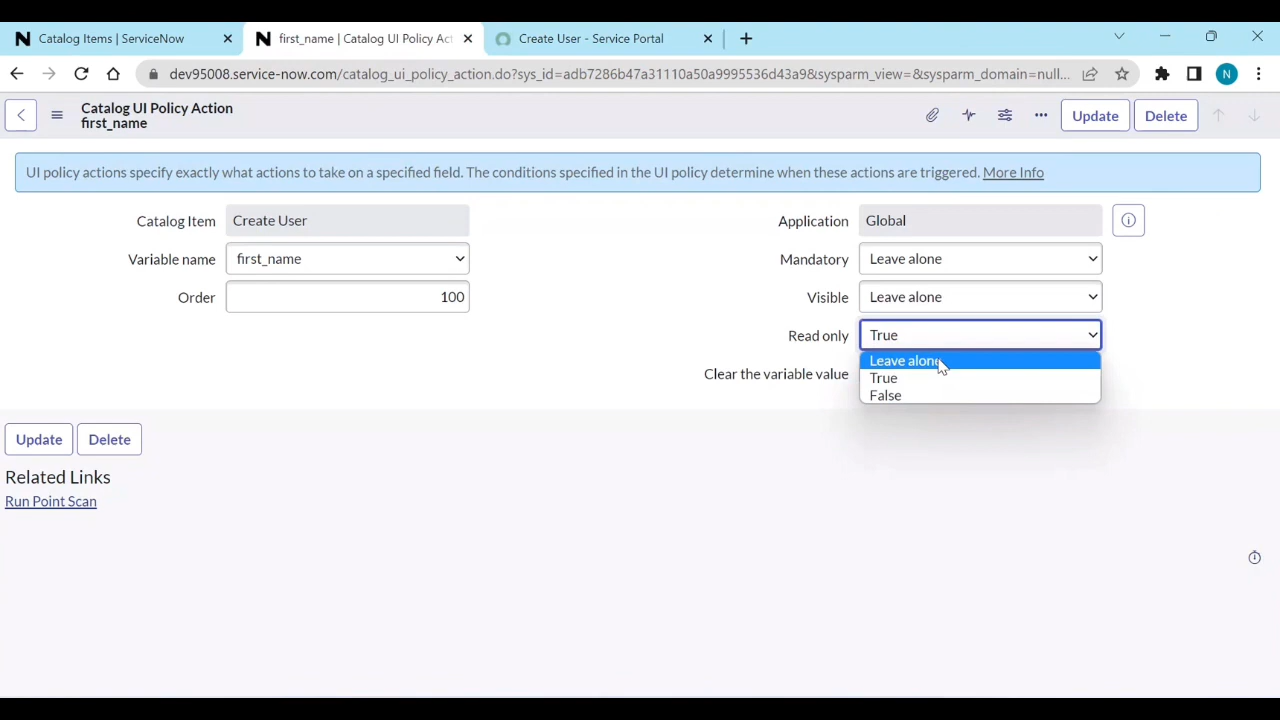 Catalog Items | ServiceNow
first_name | Catalog UI Policy Act
Create User - Service Portal
dev95008.service-now.com/catalog_ui_policy_action.do?sys_id=adb7286b47a31110a50a9995536d43a9&sysparm_view=&sysparm_domain=null...
N
Catalog UI Policy Action
first_name
Update
Delete
UI policy actions specify exactly what actions to take on a specified field. The conditions specified in the UI policy determine when these actions are triggered. More Info
Catalog Item
Create User
Application
Global
Variable name
first_name
Mandatory
Leave alone
Order
100
Visible
Leave alone
Read only
True
Leave alone
True
False
Clear the variable value
Update
Delete
Related Links
Run Point Scan